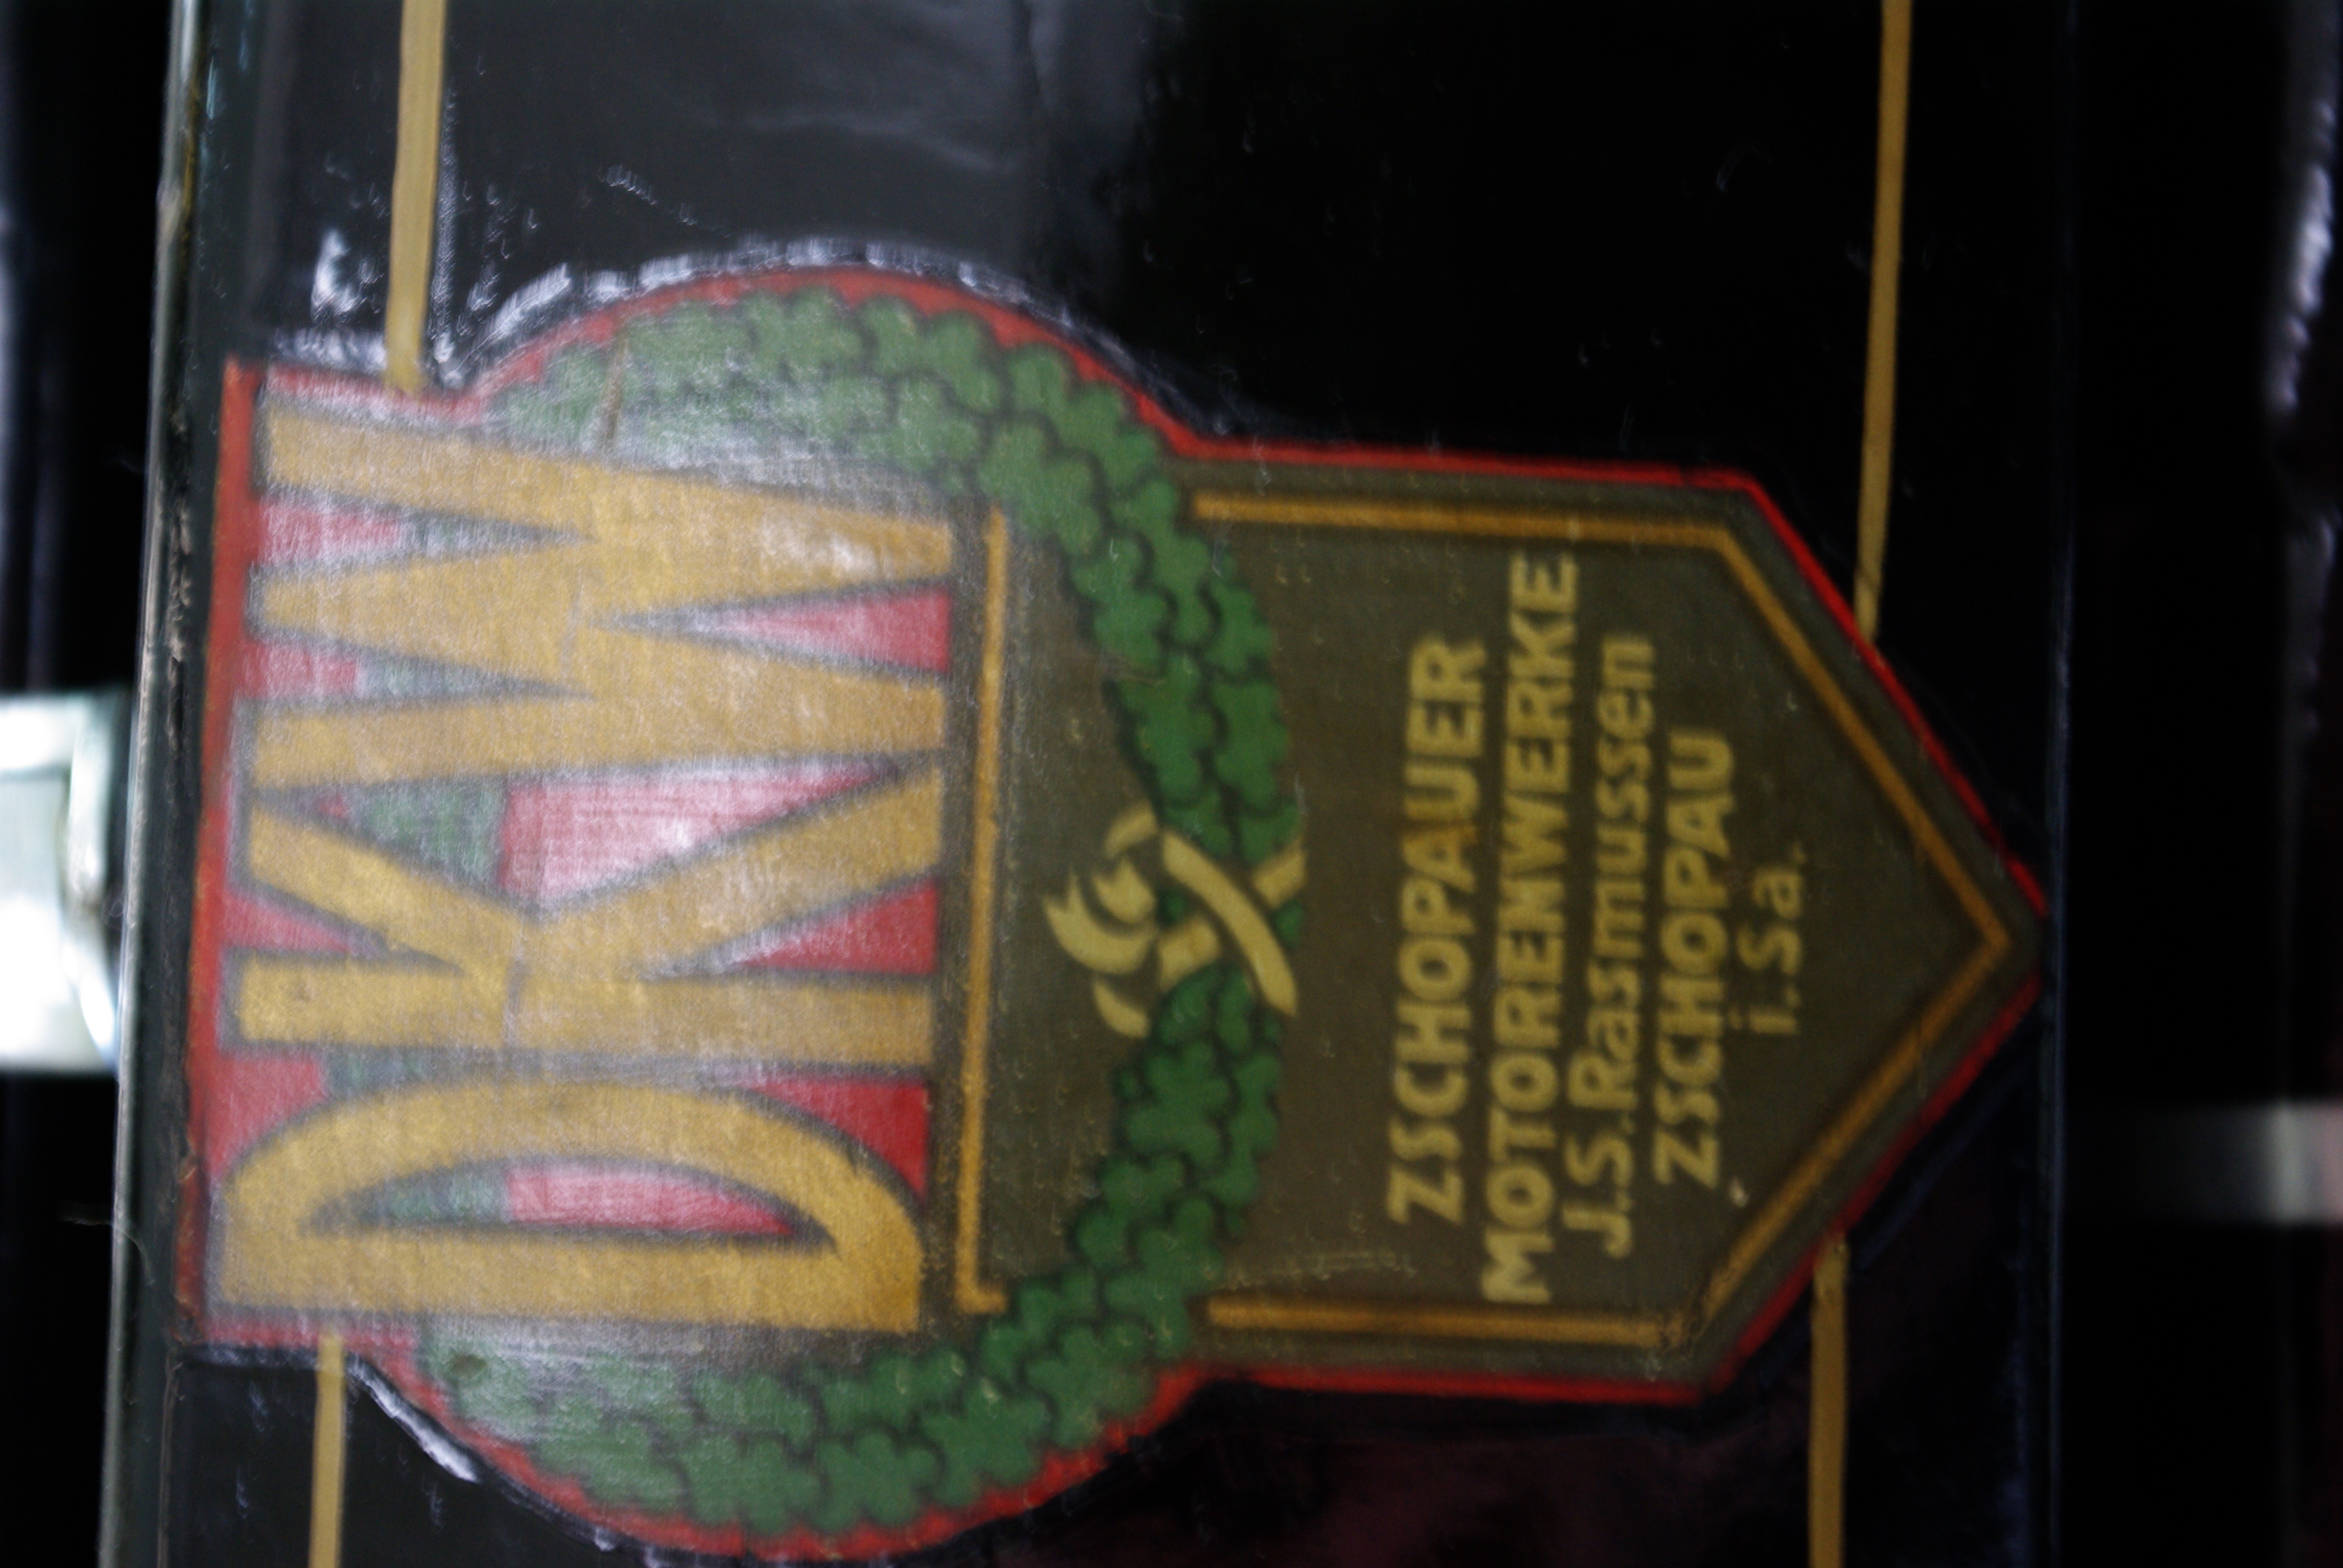 DKW
ZSCHOPAUER
MOTORENWERKE
J.S.Rasmussen
ZSCHOPAU
i.Sa.